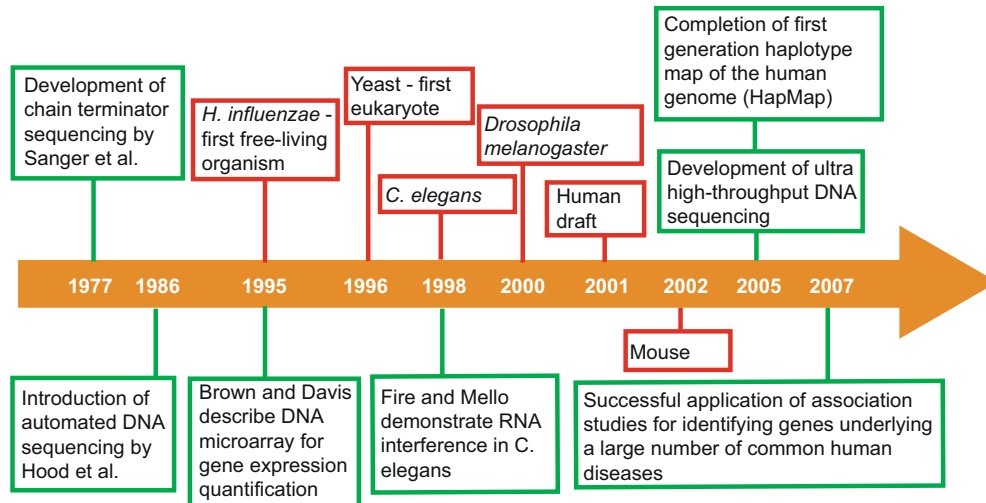 Development of
chain terminator
sequencing by
Sanger et al.
H. influenzae -
first free-living
organism
Yeast - first
eukaryote
C. elegans
Drosophila
melanogaster
Human
draft
Completion of first
generation haplotype
map of the human
genome (HapMap)
Development of ultra
high-throughput DNA
sequencing
1977 1986 1995 1996 1998 2000 2001 2002 2005 2007
Introduction of
automated DNA
sequencing by
Hood et al.
Brown and Davis
describe DNA
microarray for
gene expression
quantification
Fire and Mello
demonstrate RNA
interference in C.
elegans
Mouse
Successful application of association
studies for identifying genes underlying
a large number of common human
diseases